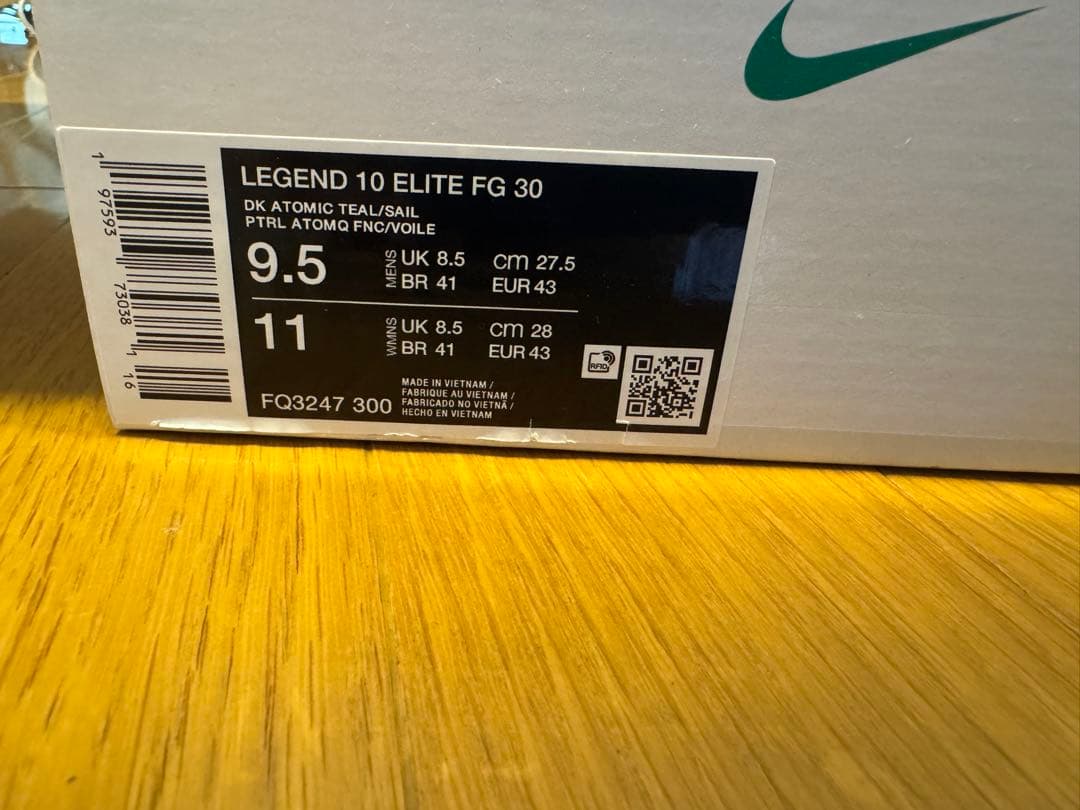 LEGEND 10 ELITE FG 30
DK ATOMIC TEAL/SAIL
PTRL ATOMQ FNC/VOILE
9.5 MENS UK 8.5 cm 27.5
BR 41 EUR 43
11 WMNS UK 8.5 cm 28
BR 41 EUR 43
FQ3247 300
MADE IN VIETNAM /
FABRIQUE AU VIETNAM /
FABRICADO NO VIETNÃ /
HECHO EN VIETNAM
RFID
1 97593 73038 1 16